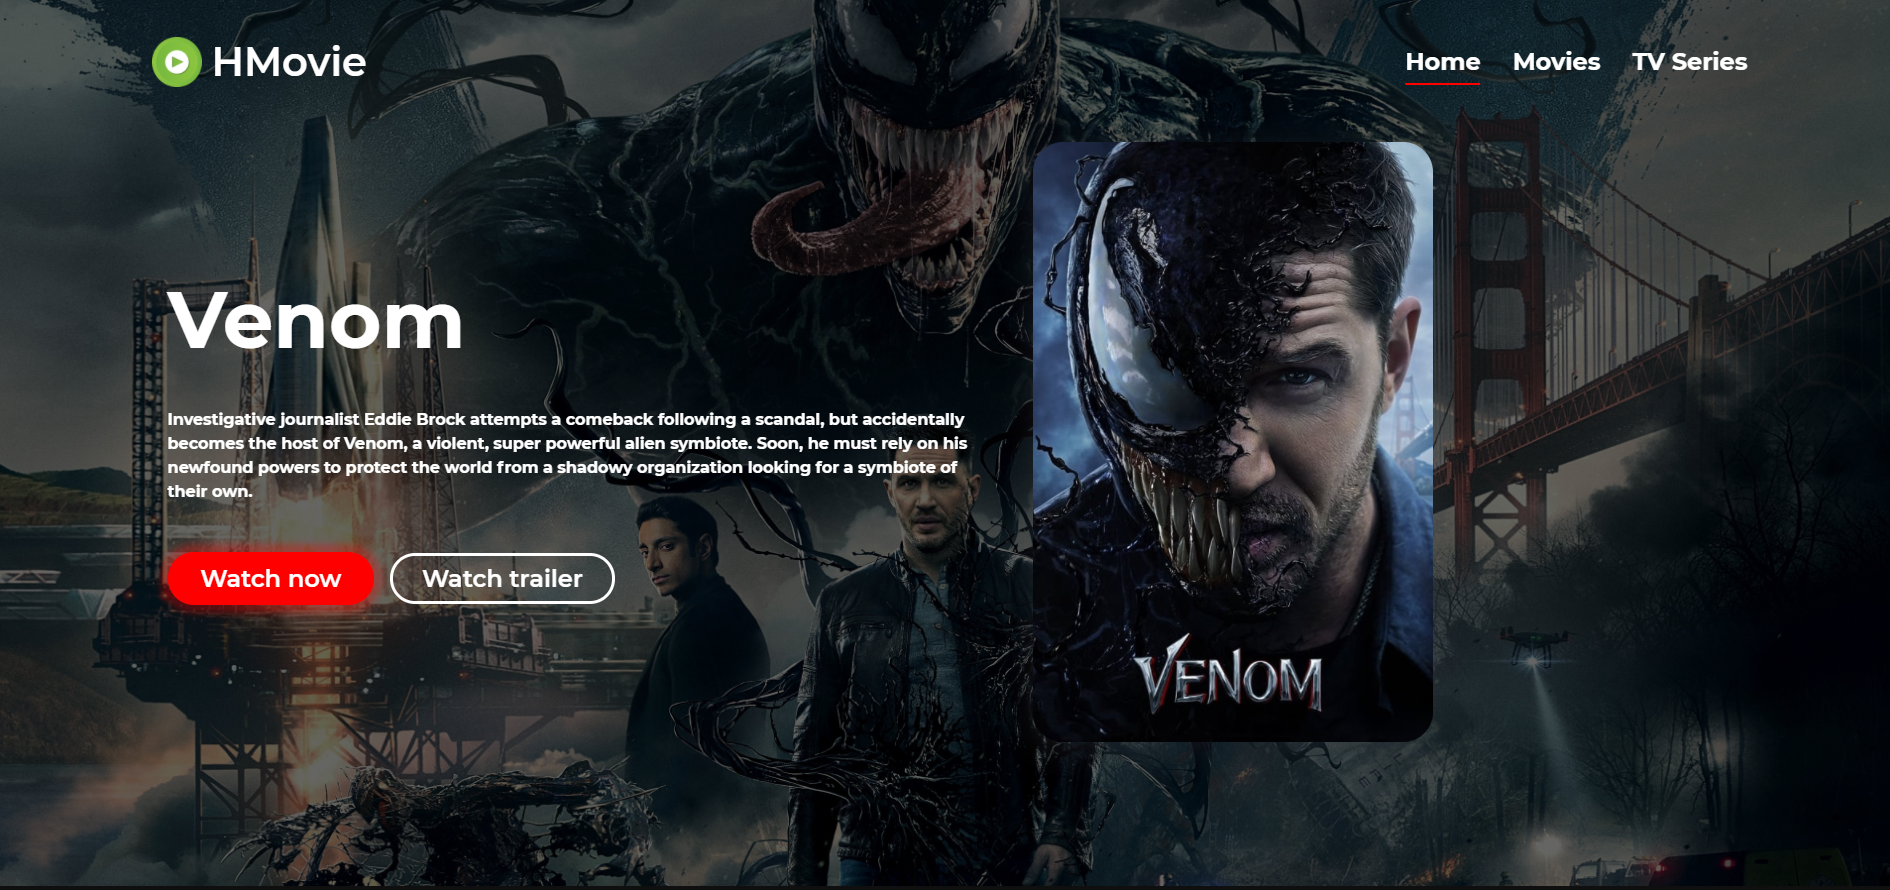 HMovie
Home Movies TV Series
Venom
Investigative journalist Eddie Brock attempts a comeback following a scandal, but accidentally
becomes the host of Venom, a violent, super powerful alien symbiote. Soon, he must rely on his
newfound powers to protect the world from a shadowy organization looking for a symbiote of
their own.
Watch now Watch trailer
VENOM